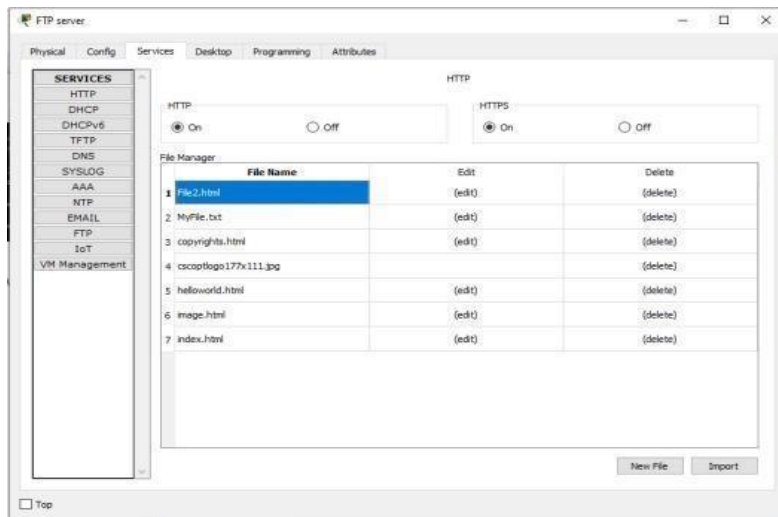 FTP server
Physical Config Services Desktop Programming Attributes
SERVICES
HTTP
DHCP
DHCPv6
TFTP
DNS
SYSLOG
AAA
NTP
EMAIL
FTP
IoT
VM Management
HTTP
HTTP
On Off
HTTPS
On Off
File Manager
File Name Edit Delete
1 File2.html (edit) (delete)
2 MyFile.txt (edit) (delete)
3 copyrights.html (edit) (delete)
4 cscoptlogo177x111.jpg (delete)
5 helloworld.html (edit) (delete)
6 image.html (edit) (delete)
7 index.html (edit) (delete)
New File Import
Top